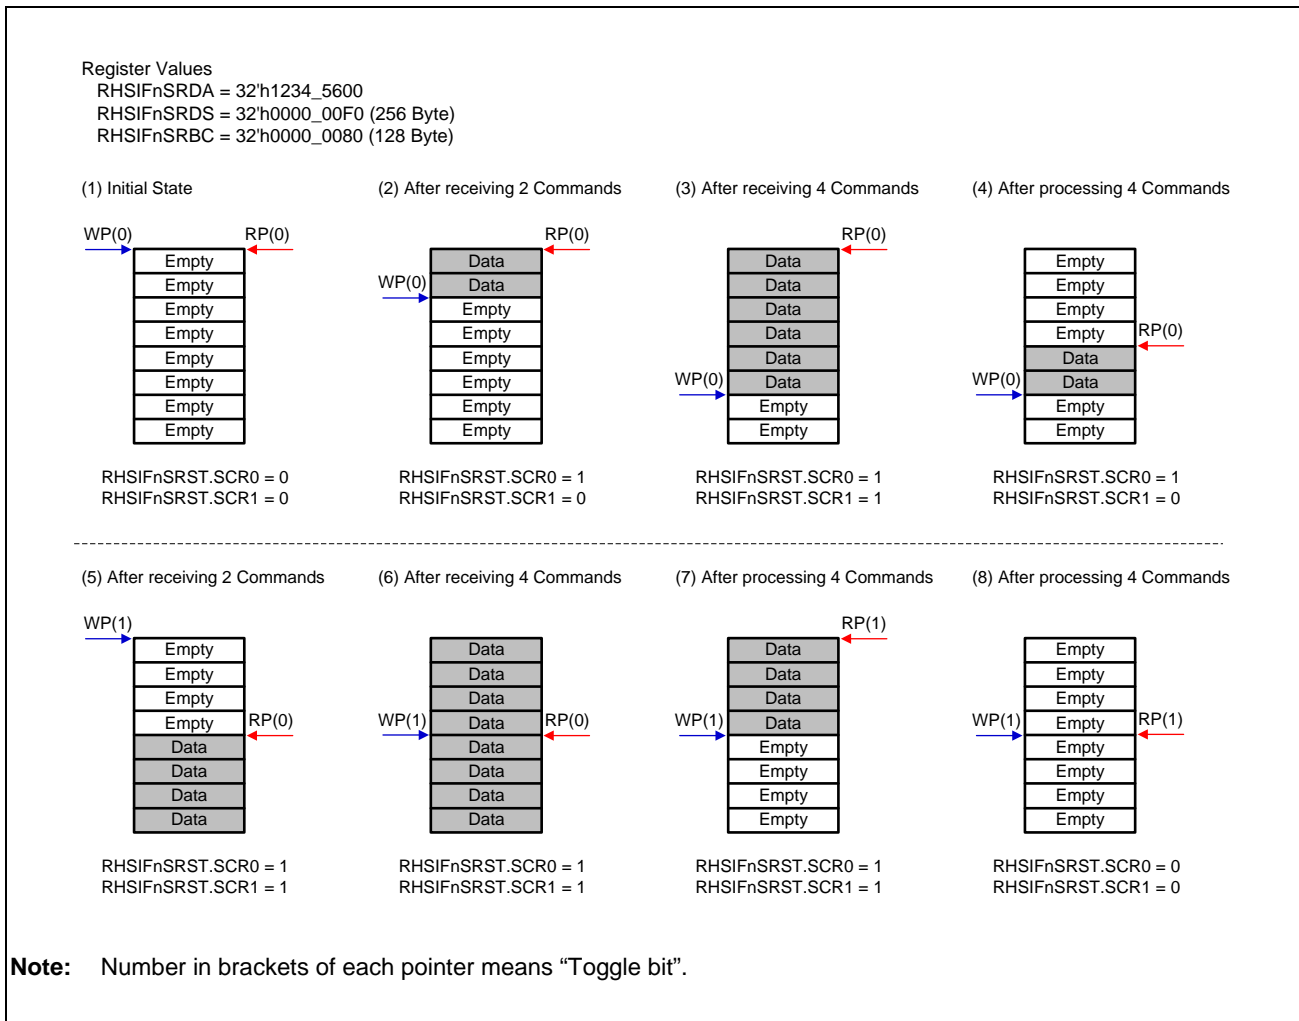 Register Values
RHSIFnSRDA = 32'h1234_5600
RHSIFnSRDS = 32'h0000_00F0 (256 Byte)
RHSIFnSRBC = 32'h0000_0080 (128 Byte)
(1) Initial State
WP(0) RP(0)
Empty
Empty
Empty
Empty
Empty
Empty
Empty
Empty
RHSIFnSRST.SCR0 = 0
RHSIFnSRST.SCR1 = 0
(2) After receiving 2 Commands
RP(0)
Data
WP(0) Data
Empty
Empty
Empty
Empty
Empty
Empty
RHSIFnSRST.SCR0 = 1
RHSIFnSRST.SCR1 = 0
(3) After receiving 4 Commands
RP(0)
Data
Data
Data
Data
Data
WP(0) Data
Empty
Empty
RHSIFnSRST.SCR0 = 1
RHSIFnSRST.SCR1 = 1
(4) After processing 4 Commands
Empty
Empty
Empty
Empty RP(0)
Data
WP(0) Data
Empty
Empty
RHSIFnSRST.SCR0 = 1
RHSIFnSRST.SCR1 = 0
(5) After receiving 2 Commands
WP(1)
Empty
Empty
Empty
Empty RP(0)
Data
Data
Data
Data
RHSIFnSRST.SCR0 = 1
RHSIFnSRST.SCR1 = 1
(6) After receiving 4 Commands
Data
Data
Data
WP(1) Data RP(0)
Data
Data
Data
Data
RHSIFnSRST.SCR0 = 1
RHSIFnSRST.SCR1 = 1
(7) After processing 4 Commands
RP(1)
Data
Data
Data
WP(1) Data
Empty
Empty
Empty
Empty
RHSIFnSRST.SCR0 = 1
RHSIFnSRST.SCR1 = 1
(8) After processing 4 Commands
Empty
Empty
Empty
WP(1) Empty RP(1)
Empty
Empty
Empty
Empty
RHSIFnSRST.SCR0 = 0
RHSIFnSRST.SCR1 = 0
Note: Number in brackets of each pointer means “Toggle bit”.